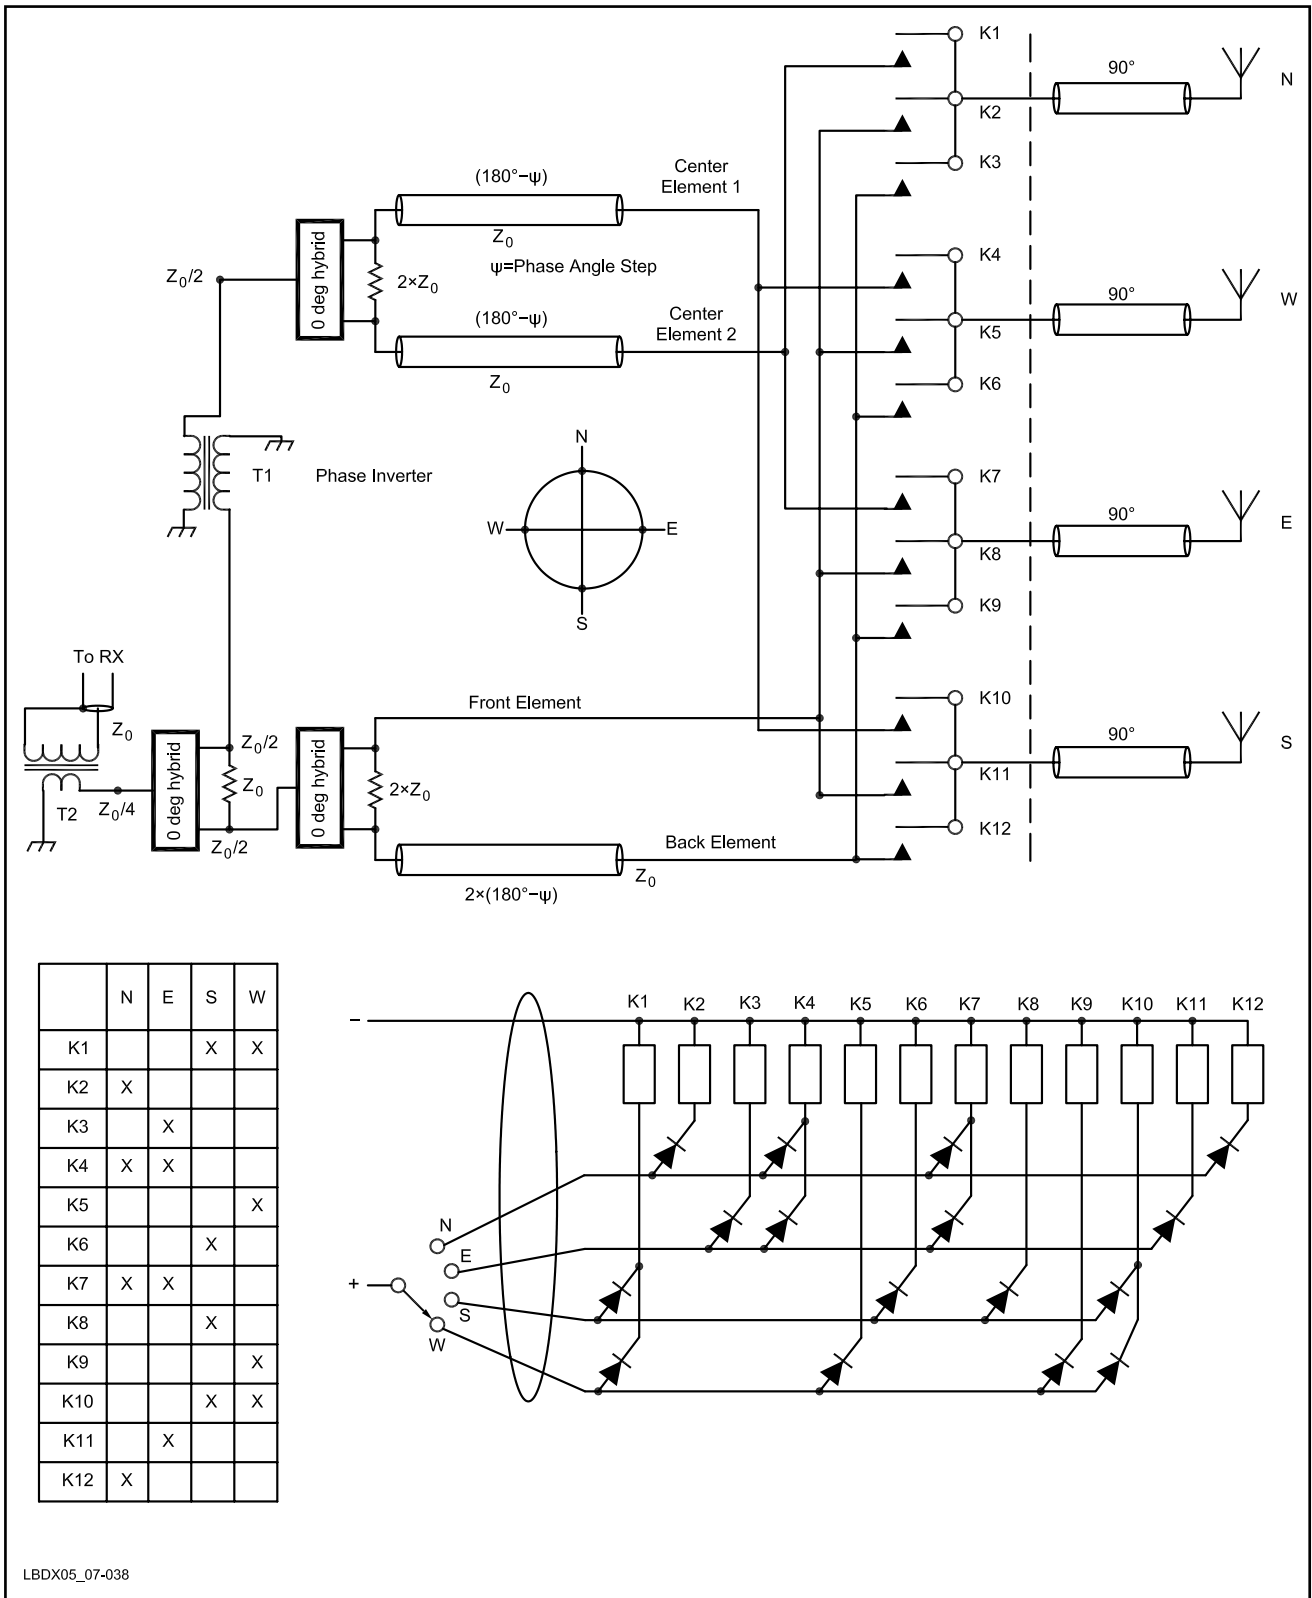 K1
90°
N
K2
K3
(180°−ψ)
Center
Element 1
Z0
ψ=Phase Angle Step
0 deg hybrid
2×Z0
Z0/2
(180°−ψ)
Center
Element 2
Z0
K4
90°
W
K5
K6
T1
Phase Inverter
N
W
E
S
K7
90°
E
K8
K9
To RX
Z0
T2
Z0/4
0 deg hybrid
Z0/2
Z0
Z0/2
0 deg hybrid
2×Z0
Front Element
Back Element
Z0
2×(180°−ψ)
K10
90°
S
K11
K12
N E S W
K1 X X
K2 X
K3 X
K4 X X
K5 X
K6 X
K7 X X
K8 X
K9 X
K10 X X
K11 X
K12 X
−
K1 K2 K3 K4 K5 K6 K7 K8 K9 K10 K11 K12
N
E
+
S
W
LBDX05_07-038